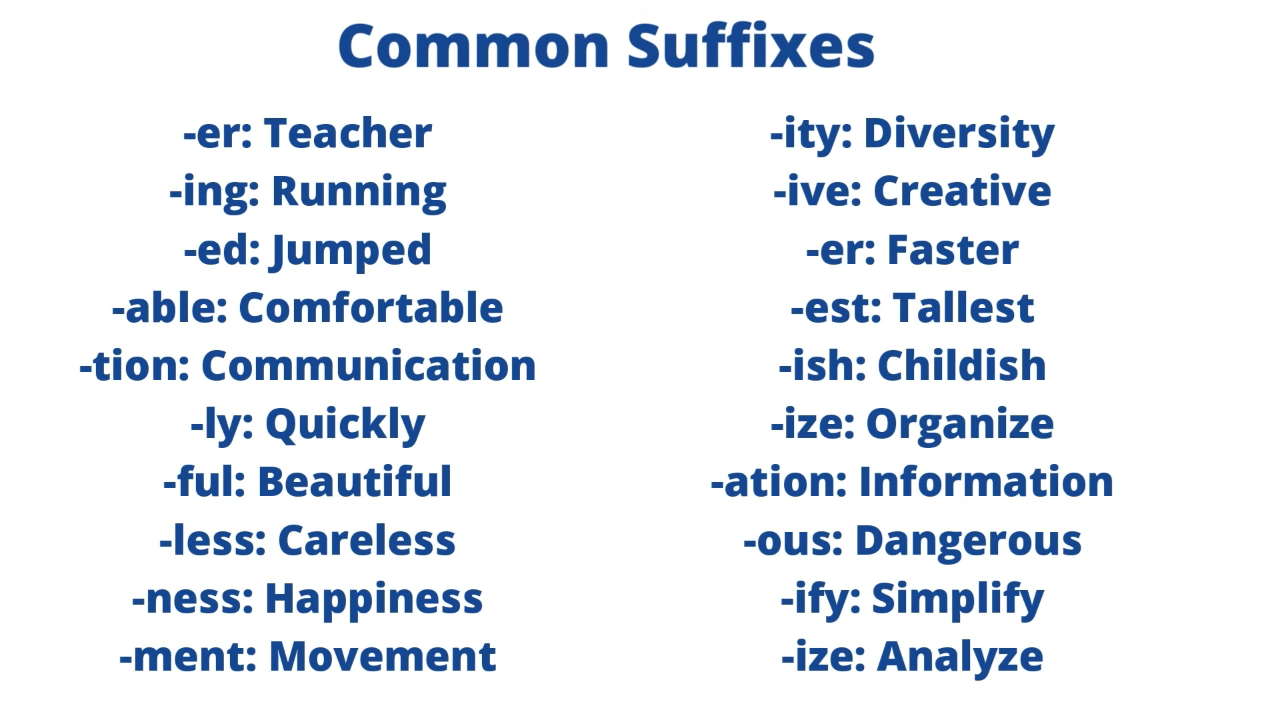 Common Suffixes
-er: Teacher
-ing: Running
-ed: Jumped
-able: Comfortable
-tion: Communication
-ly: Quickly
-ful: Beautiful
-less: Careless
-ness: Happiness
-ment: Movement
-ity: Diversity
-ive: Creative
-er: Faster
-est: Tallest
-ish: Childish
-ize: Organize
-ation: Information
-ous: Dangerous
-ify: Simplify
-ize: Analyze